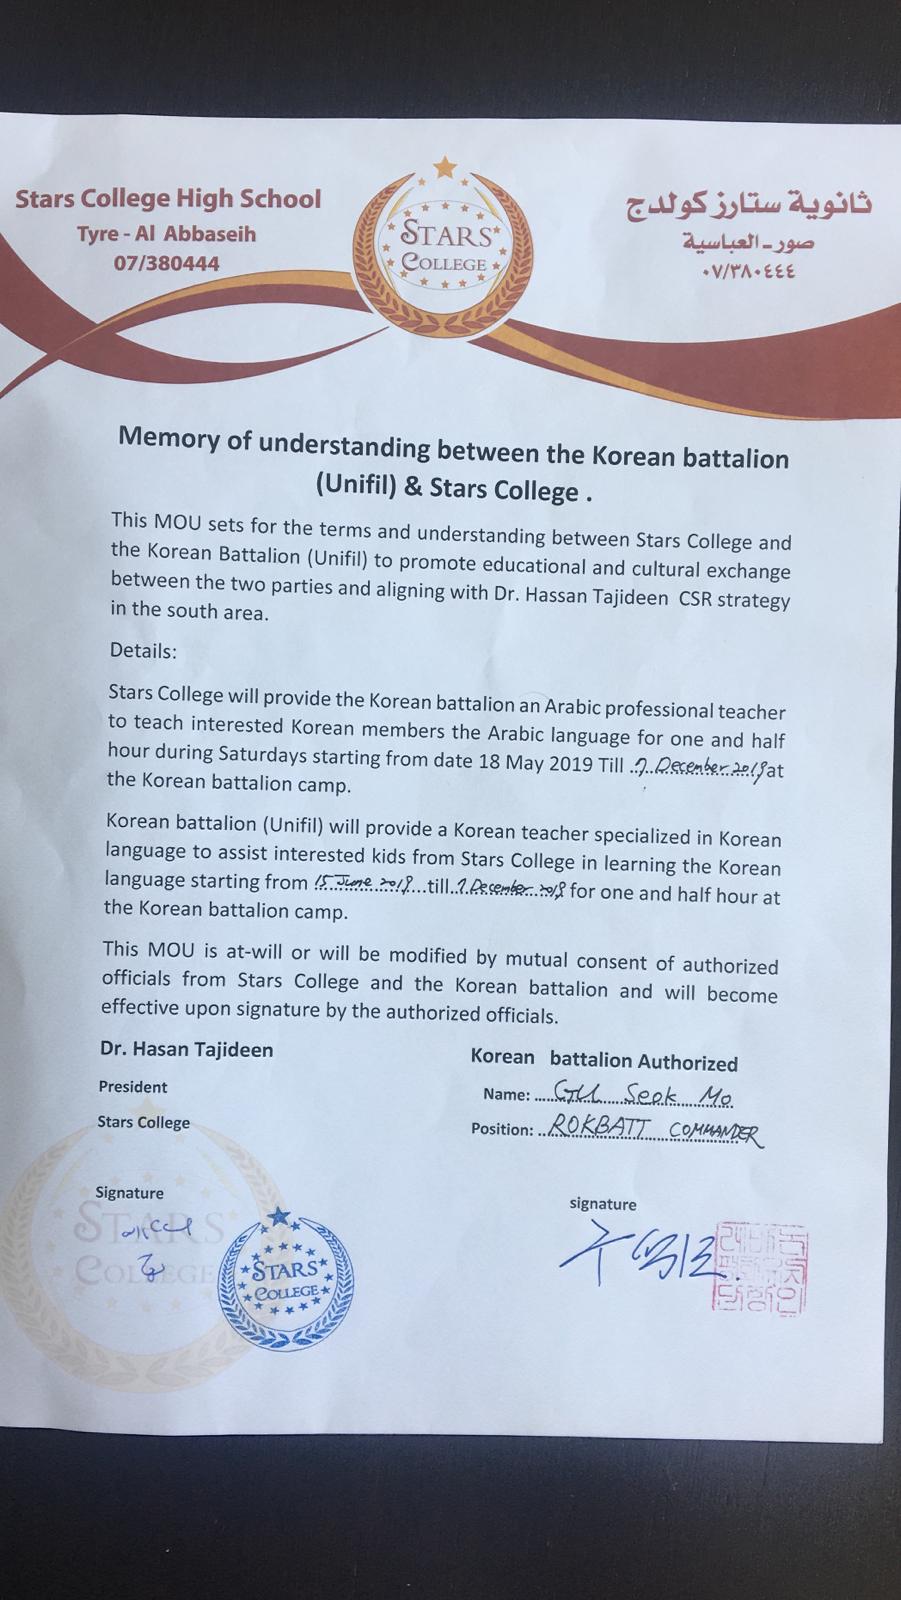 Stars College High School
Tyre - Al Abbaseih
07/380444
STARS
COLLEGE
ثانوية ستارز كولدج
صور - العباسية
٠٧/٣٨٠٤٤٤
Memory of understanding between the Korean battalion
(Unifil) & Stars College .
This MOU sets for the terms and understanding between Stars College and
the Korean Battalion (Unifil) to promote educational and cultural exchange
between the two parties and aligning with Dr. Hassan Tajideen CSR strategy
in the south area.
Details:
Stars College will provide the Korean battalion an Arabic professional teacher
to teach interested Korean members the Arabic language for one and half
hour during Saturdays starting from date 18 May 2019 Till 7 December 2019 at
the Korean battalion camp.
Korean battalion (Unifil) will provide a Korean teacher specialized in Korean
language to assist interested kids from Stars College in learning the Korean
language starting from 15 June 2019 till 7 December 2019 for one and half hour at
the Korean battalion camp.
This MOU is at-will or will be modified by mutual consent of authorized
officials from Stars College and the Korean battalion and will become
effective upon signature by the authorized officials.
Dr. Hasan Tajideen
President
Stars College
Korean battalion Authorized
Name: Seok Mo
Position: ROKBATT COMMANDER
Signature
signature
STARS
COLLEGE
STARS
COLLEGE